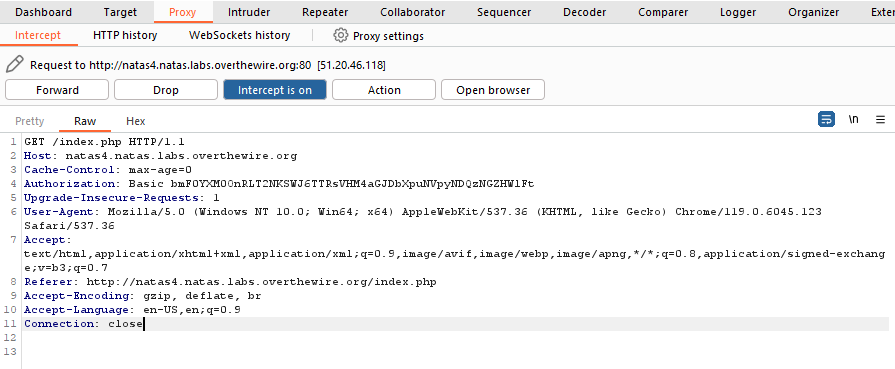 Dashboard Target Proxy Intruder Repeater Collaborator Sequencer Decoder Comparer Logger Organizer Exter
Intercept HTTP history WebSockets history Proxy settings
Request to http://natas4.natas.labs.overthewire.org:80 [51.20.46.118]
Forward Drop Intercept is on Action Open browser
Pretty Raw Hex \n
1 GET /index.php HTTP/1.1
2 Host: natas4.natas.labs.overthewire.org
3 Cache-Control: max-age=0
4 Authorization: Basic
5 Upgrade-Insecure-Requests: 1
6 User-Agent: Mozilla/5.0 (Windows NT 10.0; Win64; x64) AppleWebKit/537.36 (KHTML, like Gecko) Chrome/119.0.6045.123
Safari/537.36
7 Accept:
text/html,application/xhtml+xml,application/xml;q=0.9,image/avif,image/webp,image/apng,*/*;q=0.8,application/signed-exchang
e;v=b3;q=0.7
8 Referer: http://natas4.natas.labs.overthewire.org/index.php
9 Accept-Encoding: gzip, deflate, br
10 Accept-Language: en-US,en;q=0.9
11 Connection: close
12
13